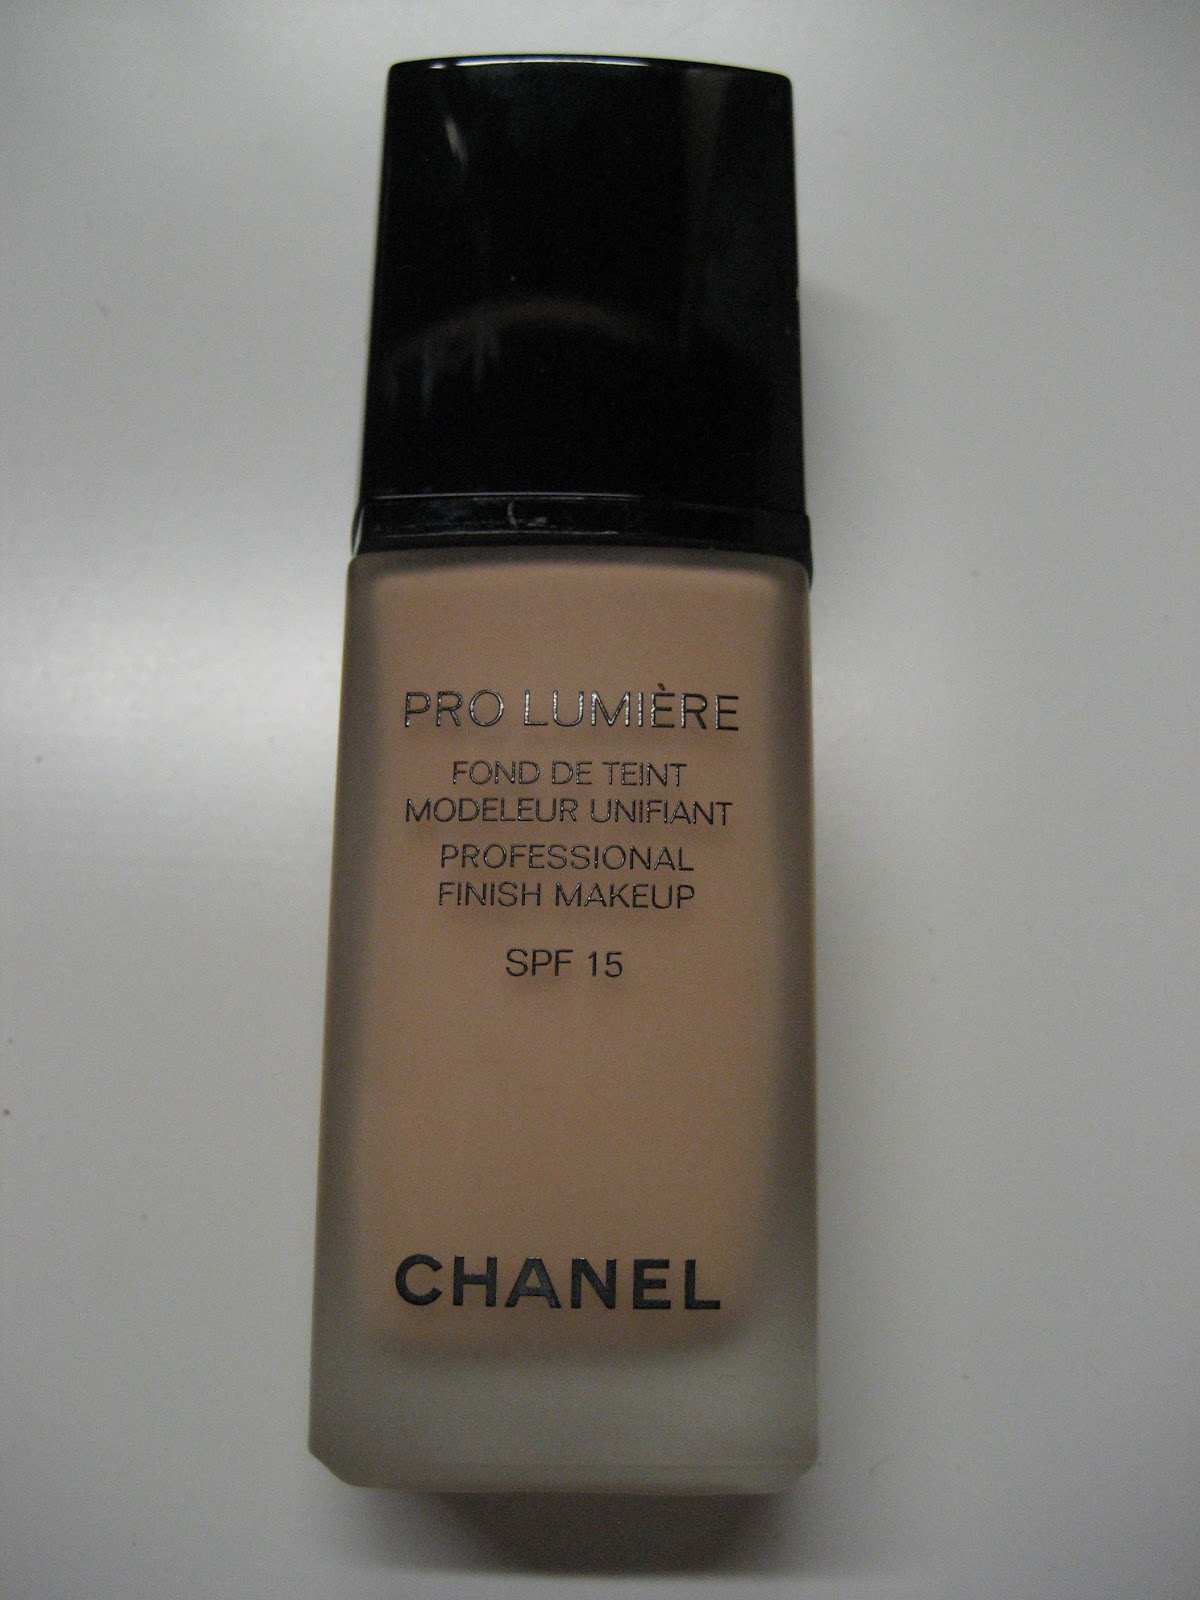 PRO LUMIÈRE
FOND DE TEINT
MODELEUR UNIFIANT
PROFESSIONAL
FINISH MAKEUP
SPF 15
CHANEL